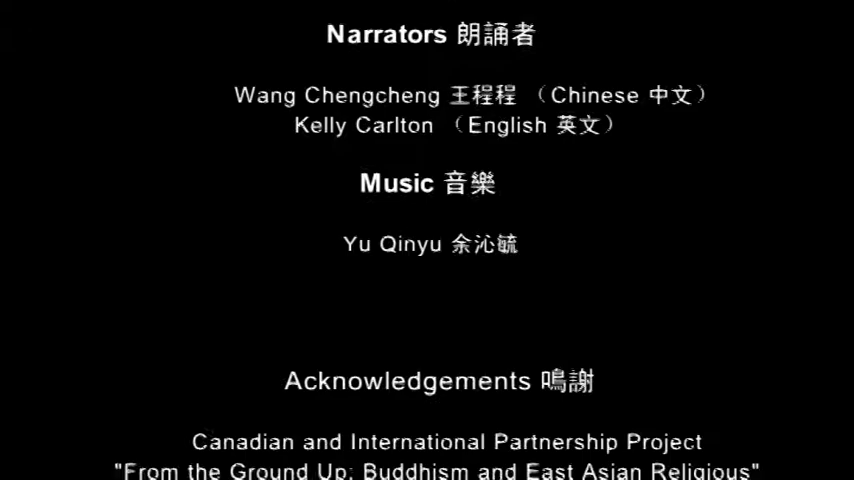 Narrators 朗誦者
Wang Chengcheng 王程程 （Chinese 中文）
Kelly Carlton （English 英文）
Music 音樂
Yu Qinyu 余沁毓
Acknowledgements 鳴謝
Canadian and International Partnership Project
"From the Ground Up: Buddhism and East Asian Religious"